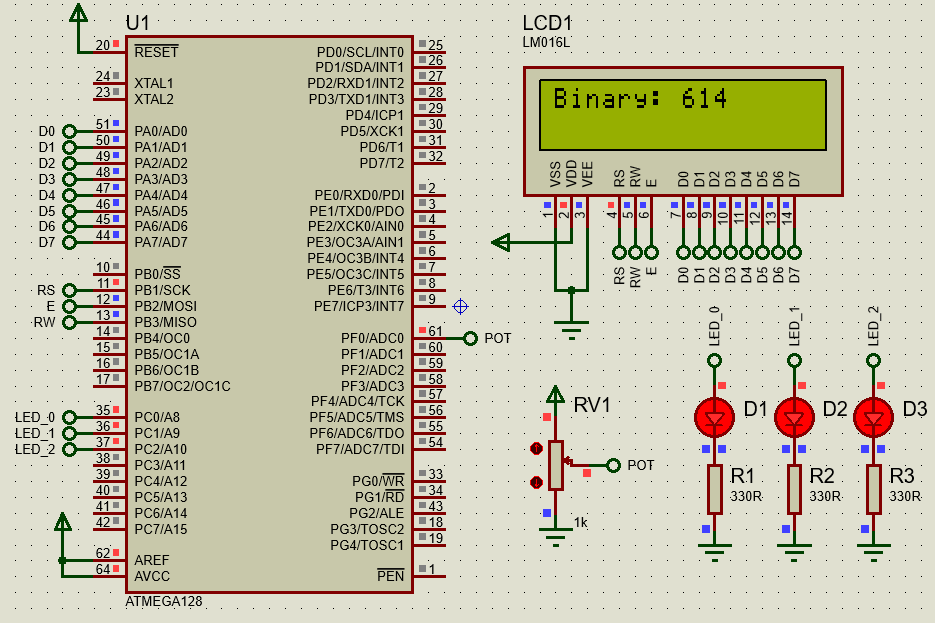 U1
20 RESET
24 XTAL1
23 XTAL2
D0 51 PA0/AD0
D1 50 PA1/AD1
D2 49 PA2/AD2
D3 48 PA3/AD3
D4 47 PA4/AD4
D5 46 PA5/AD5
D6 45 PA6/AD6
D7 44 PA7/AD7
10 PB0/SS
RS 11 PB1/SCK
E 12 PB2/MOSI
RW 13 PB3/MISO
14 PB4/OC0
15 PB5/OC1A
16 PB6/OC1B
17 PB7/OC2/OC1C
LED_0 35 PC0/A8
LED_1 36 PC1/A9
LED_2 37 PC2/A10
38 PC3/A11
39 PC4/A12
40 PC5/A13
41 PC6/A14
42 PC7/A15
62 AREF
64 AVCC
PD0/SCL/INT0 25
PD1/SDA/INT1 26
PD2/RXD1/INT2 27
PD3/TXD1/INT3 28
PD4/ICP1 29
PD5/XCK1 30
PD6/T1 31
PD7/T2 32
PE0/RXD0/PDI 2
PE1/TXD0/PDO 3
PE2/XCK0/AIN0 4
PE3/OC3A/AIN1 5
PE4/OC3B/INT4 6
PE5/OC3C/INT5 7
PE6/T3/INT6 8
PE7/ICP3/INT7 9
PF0/ADC0 61 POT
PF1/ADC1 60
PF2/ADC2 59
PF3/ADC3 58
PF4/ADC4/TCK 57
PF5/ADC5/TMS 56
PF6/ADC6/TDO 55
PF7/ADC7/TDI 54
PG0/WR 33
PG1/RD 34
PG2/ALE 43
PG3/TOSC2 18
PG4/TOSC1 19
PEN 1
ATMEGA128
LCD1
LM016L
Binary: 614
VSS VDD VEE RS RW E D0 D1 D2 D3 D4 D5 D6 D7
1 2 3 4 5 6 7 8 9 10 11 12 13 14
RS RW E D0 D1 D2 D3 D4 D5 D6 D7
RV1
POT
1k
LED_0 LED_1 LED_2
D1 D2 D3
R1 R2 R3
330R 330R 330R